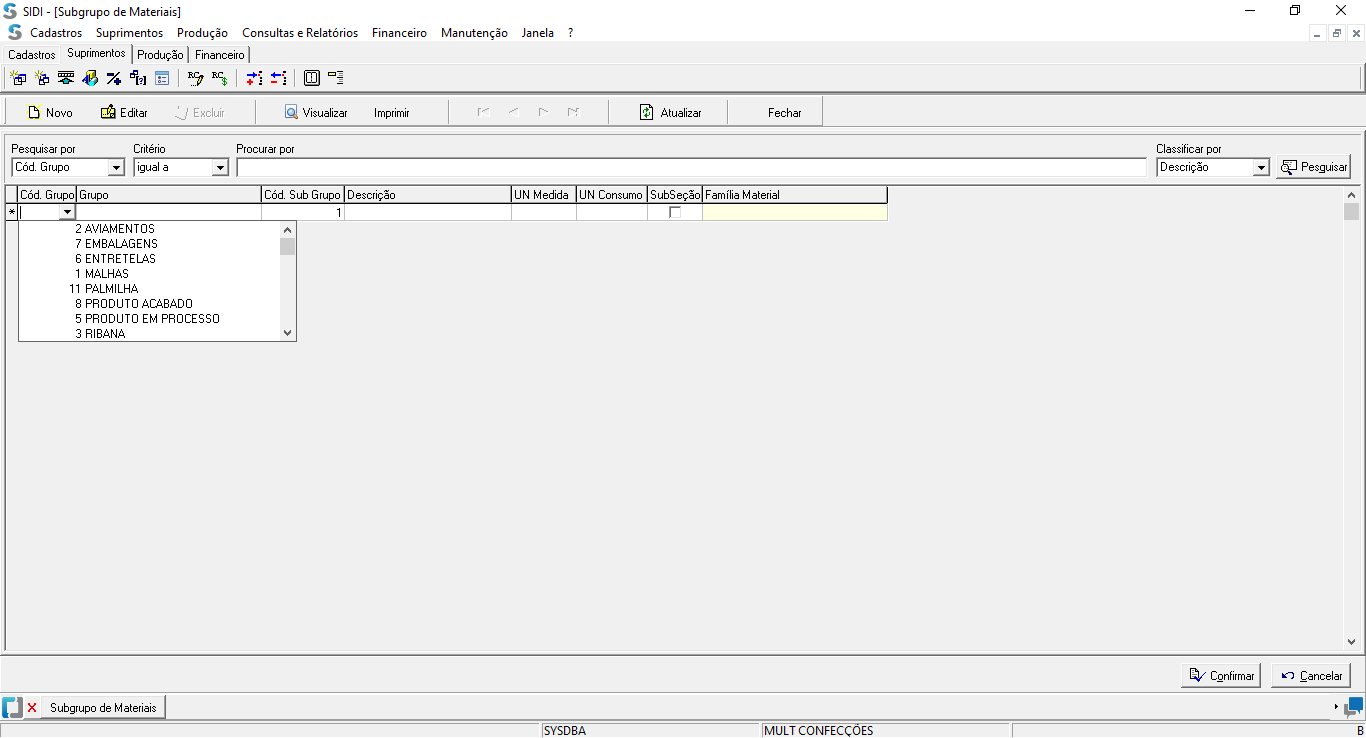 SIDI - [Subgrupo de Materiais]
Cadastros Suprimentos Produção Consultas e Relatórios Financeiro Manutenção Janela ?
Cadastros Suprimentos Produção Financeiro
Novo Editar Excluir Visualizar Imprimir Atualizar Fechar
Pesquisar por Critério Procurar por Classificar por
Cód. Grupo igual a Descrição Pesquisar
Cód. Grupo Grupo Cód. Sub Grupo Descrição UN Medida UN Consumo SubSeção Família Material
* 1
2 AVIAMENTOS
7 EMBALAGENS
6 ENTRETELAS
1 MALHAS
11 PALMILHA
8 PRODUTO ACABADO
5 PRODUTO EM PROCESSO
3 RIBANA
Confirmar Cancelar
Subgrupo de Materiais
SYSDBA MULT CONFECÇÕES B